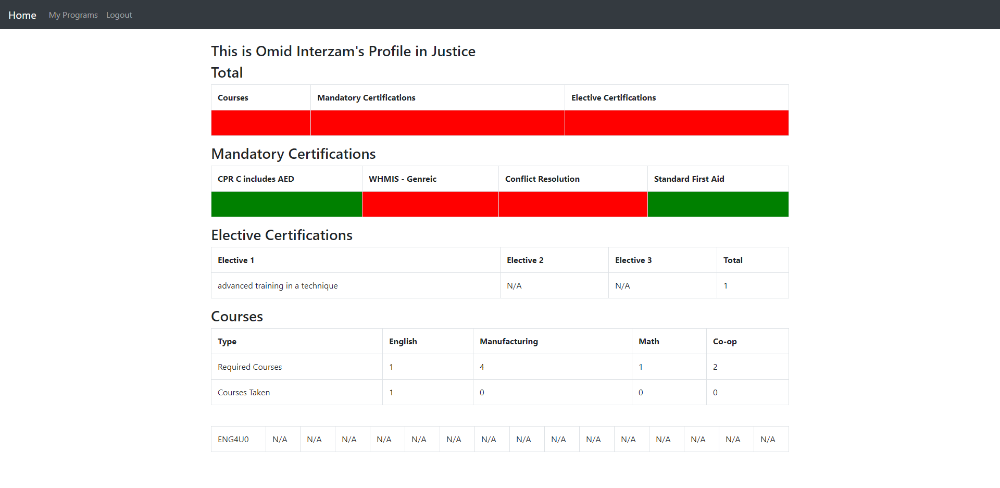 Home My Programs Logout
This is Omid Interzam's Profile in Justice
Total
Courses Mandatory Certifications Elective Certifications
Mandatory Certifications
CPR C includes AED WHMIS - Genreic Conflict Resolution Standard First Aid
Elective Certifications
Elective 1 Elective 2 Elective 3 Total
advanced training in a technique N/A N/A 1
Courses
Type English Manufacturing Math Co-op
Required Courses 1 4 1 2
Courses Taken 1 0 0 0
ENG4U0 N/A N/A N/A N/A N/A N/A N/A N/A N/A N/A N/A N/A N/A N/A N/A